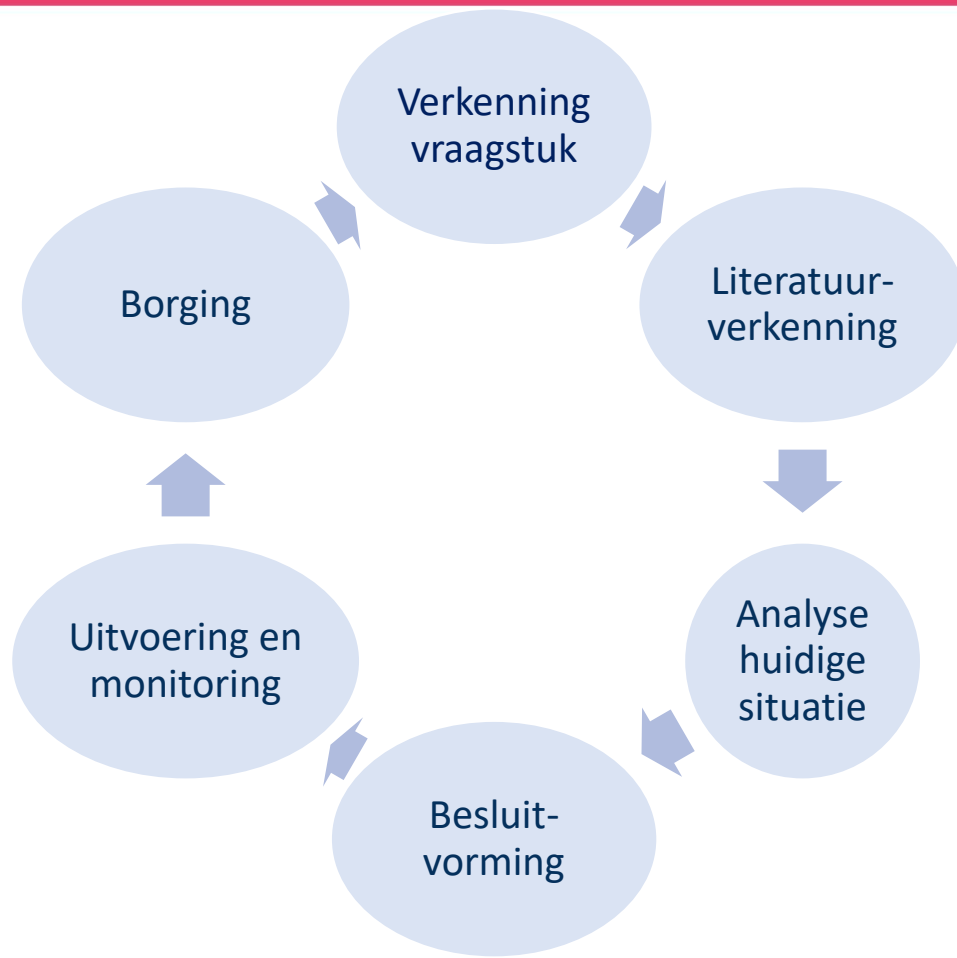 Verkenning
vraagstuk
Literatuur-
verkenning
Analyse
huidige
situatie
Besluit-
vorming
Uitvoering en
monitoring
Borging